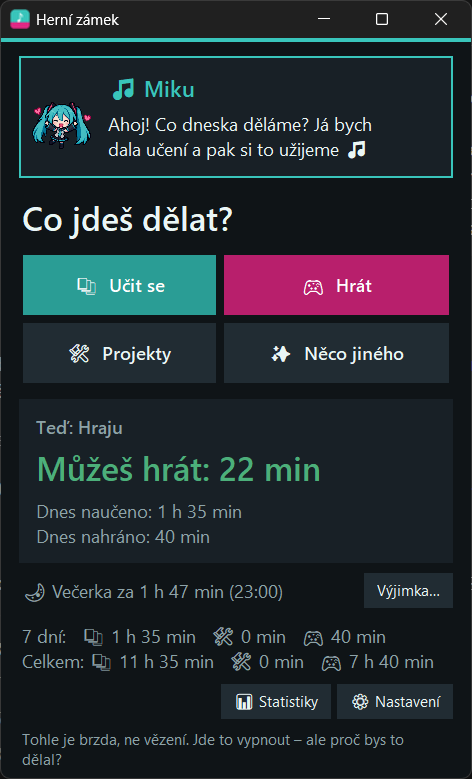 Herní zámek
Miku
Ahoj! Co dneska děláme? Já bych
dala učení a pak si to užijeme
Co jdeš dělat?
Učit se
Hrát
Projekty
Něco jiného
Teď: Hraju
Můžeš hrát: 22 min
Dnes naučeno: 1 h 35 min
Dnes nahráno: 40 min
Večerka za 1 h 47 min (23:00)
Výjimka...
7 dní: 1 h 35 min 0 min 40 min
Celkem: 11 h 35 min 0 min 7 h 40 min
Statistiky
Nastavení
Tohle je brzda, ne vězení. Jde to vypnout – ale proč bys to
dělal?